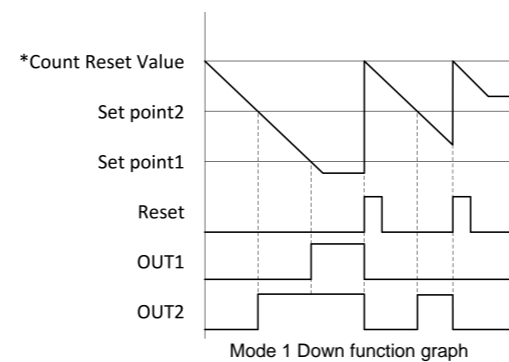 *Count Reset Value
Set point2
Set point1
Reset
OUT1
OUT2
Mode 1 Down function graph